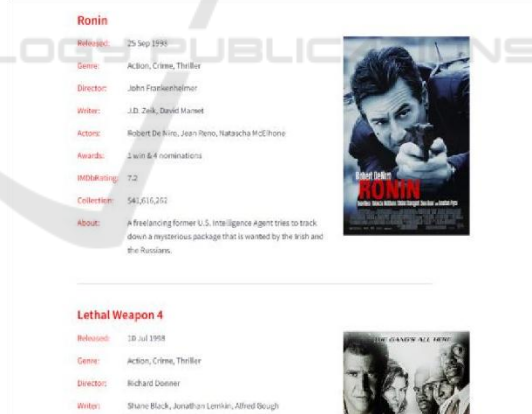 Ronin
Released: 25 Sep 1998
Genre: Action, Crime, Thriller
Director: John Frankenheimer
Writer: J.D. Zeik, David Mamet
Actors: Robert De Niro, Jean Reno, Natascha McElhone
Awards: 1 win & 4 nominations
IMDbRating: 7.2
Collection: $41,616,262
About: A freelancing former U.S. Intelligence Agent tries to track
down a mysterious package that is wanted by the Irish and
the Russians.
Robert DeNiro
RONIN
Lethal Weapon 4
Released: 10 Jul 1998
Genre: Action, Crime, Thriller
Director: Richard Donner
Writer: Shane Black, Jonathan Lemkin, Alfred Gough
THE GANG'S ALL HERE